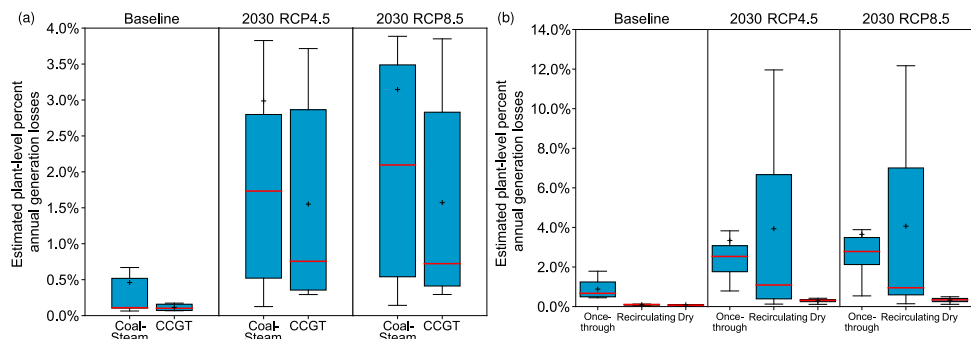 (a)
Baseline
2030 RCP4.5
2030 RCP8.5
Estimated plant-level percent
annual generation losses
4.0%
3.5%
3.0%
2.5%
2.0%
1.5%
1.0%
0.5%
0.0%
Coal-
Steam
CCGT
Coal-
Steam
CCGT
Coal-
Steam
CCGT
(b)
Baseline
2030 RCP4.5
2030 RCP8.5
Estimated plant-level percent
annual generation losses
14.0%
12.0%
10.0%
8.0%
6.0%
4.0%
2.0%
0.0%
Once-
through
Recirculating
Dry
Once-
through
Recirculating
Dry
Once-
through
Recirculating
Dry